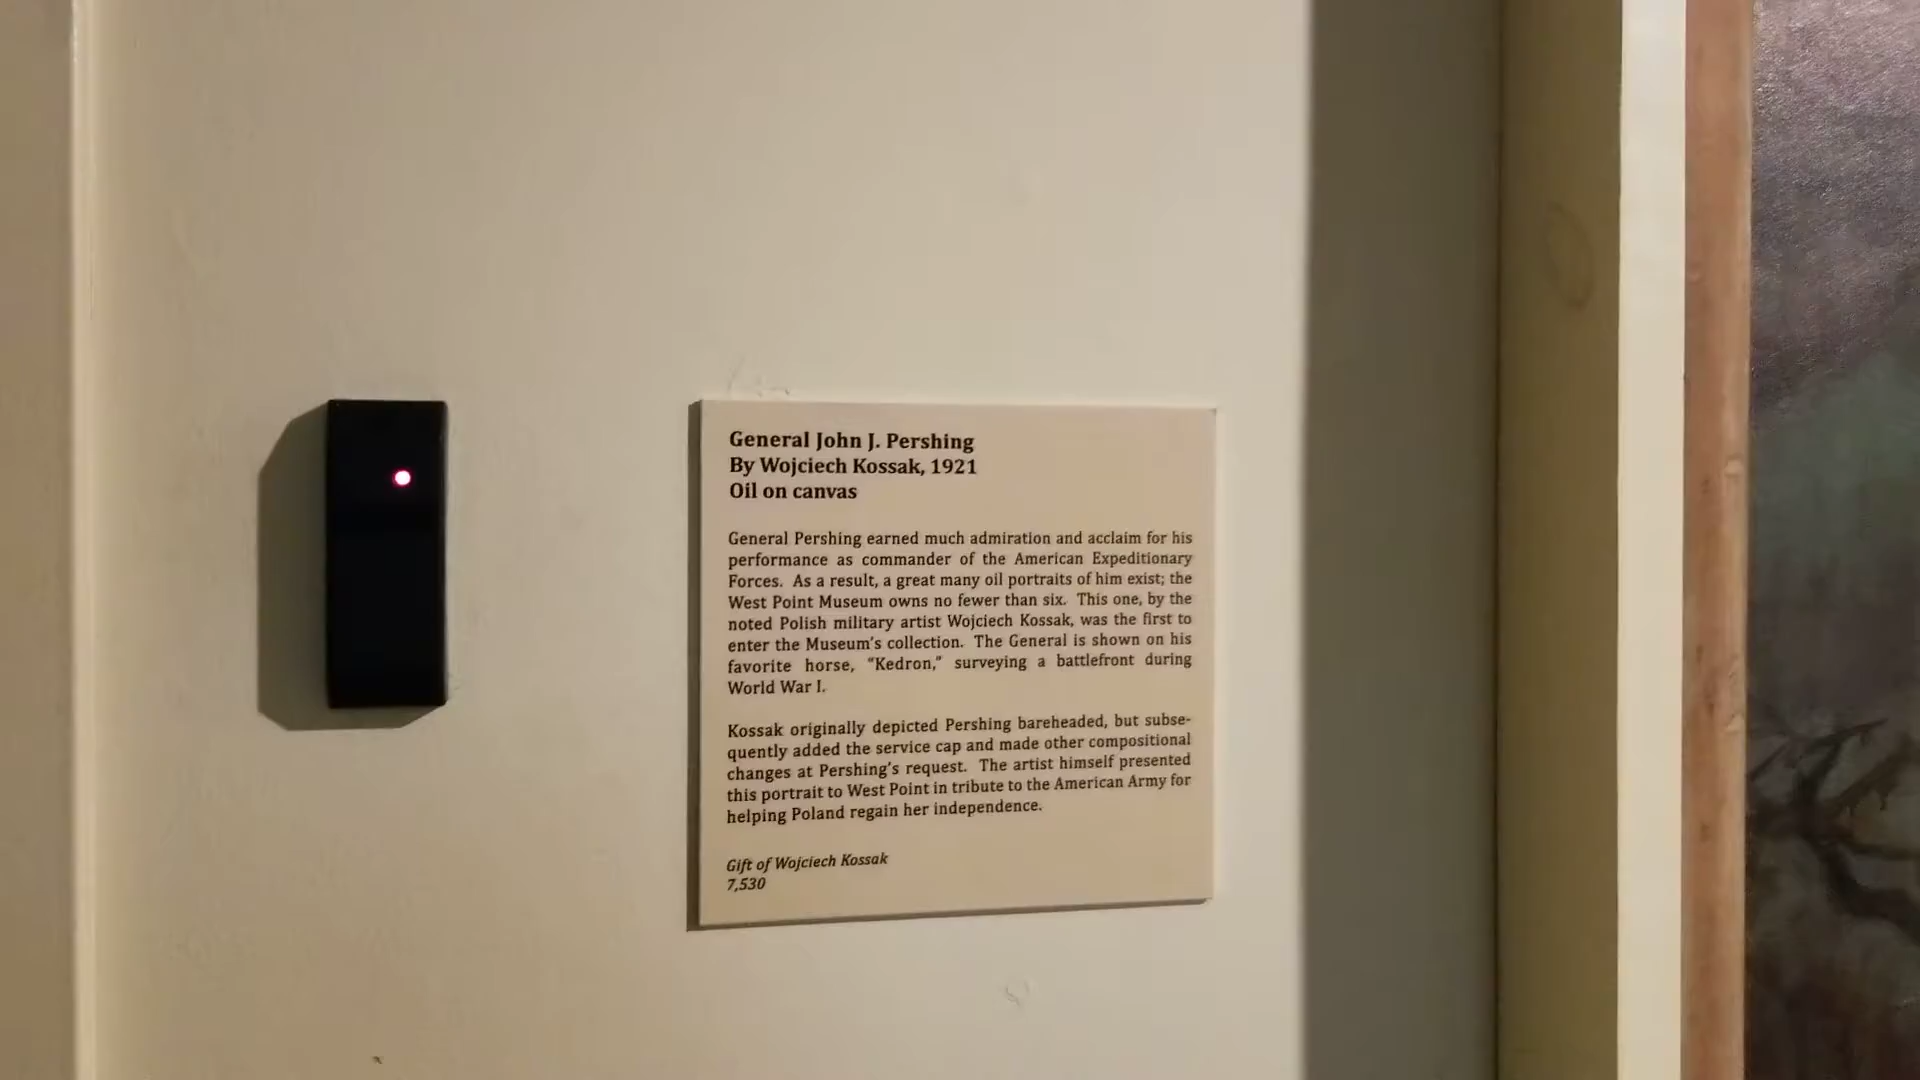 General John J. Pershing
By Wojciech Kossak, 1921
Oil on canvas
General Pershing earned much admiration and acclaim for his
performance as commander of the American Expeditionary
Forces. As a result, a great many oil portraits of him exist; the
West Point Museum owns no fewer than six. This one, by the
noted Polish military artist Wojciech Kossak, was the first to
enter the Museum's collection. The General is shown on his
favorite horse, "Kedron," surveying a battlefront during
World War I.
Kossak originally depicted Pershing bareheaded, but subse-
quently added the service cap and made other compositional
changes at Pershing's request. The artist himself presented
this portrait to West Point in tribute to the American Army for
helping Poland regain her independence.
Gift of Wojciech Kossak
7,530